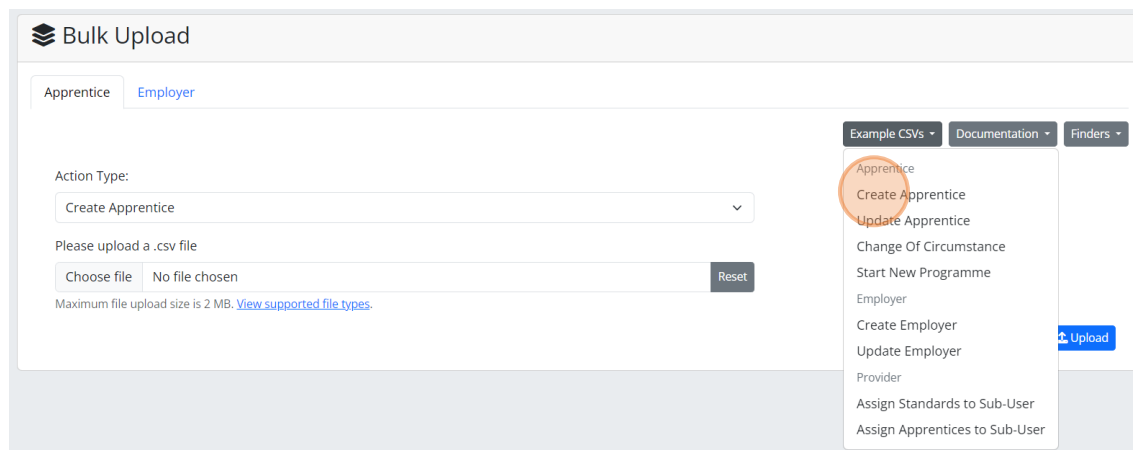 Bulk Upload
Apprentice Employer
Example CSVs Documentation Finders
Action Type:
Create Apprentice
Please upload a .csv file
Choose file No file chosen Reset
Maximum file upload size is 2 MB. View supported file types.
Apprentice
Create Apprentice
Update Apprentice
Change Of Circumstance
Start New Programme
Employer
Create Employer
Update Employer
Provider
Assign Standards to Sub-User
Assign Apprentices to Sub-User
Upload